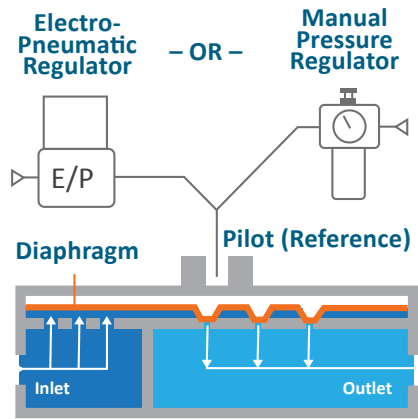 Electro-
Pneumatic
Regulator
– OR –
Manual
Pressure
Regulator
E/P
Pilot (Reference)
Diaphragm
Inlet
Outlet